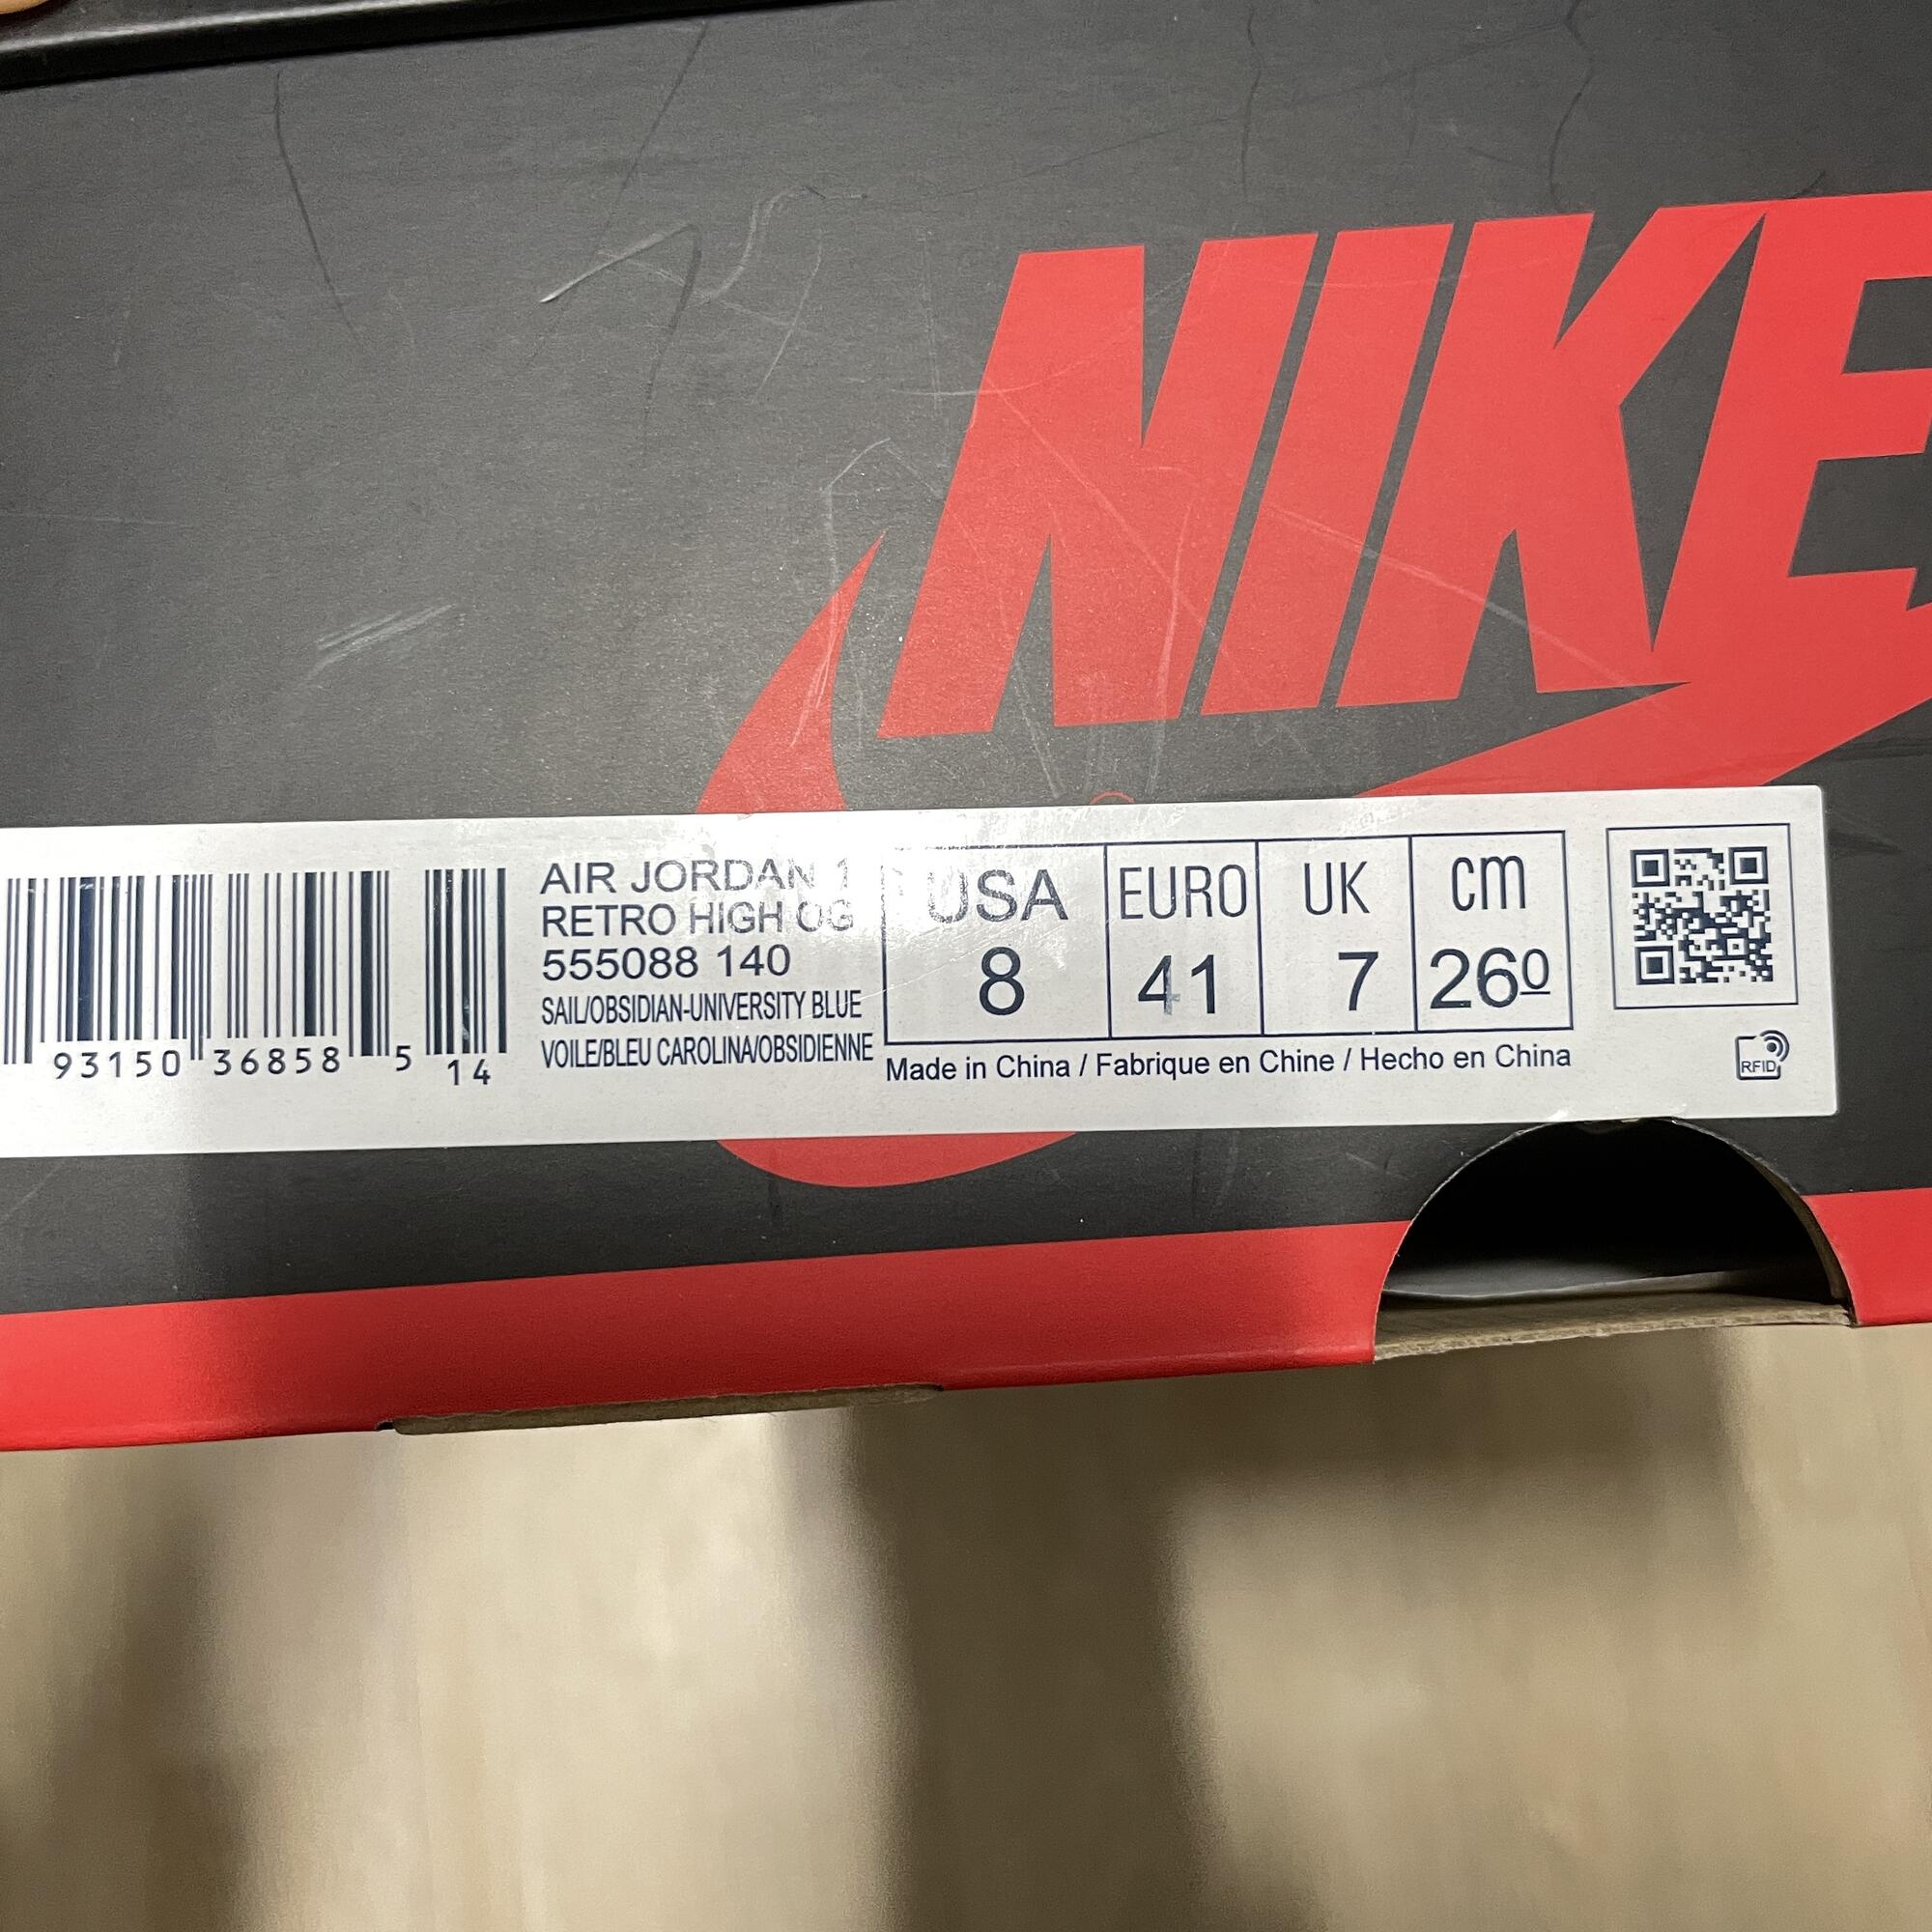 NIKE
AIR JORDAN 1
RETRO HIGH OG
555088 140
SAIL/OBSIDIAN-UNIVERSITY BLUE
VOILE/BLEU CAROLINA/OBSIDIENNE
93150 36858 5 14
USA EURO UK cm
8 41 7 26⁰
Made in China / Fabrique en Chine / Hecho en China
RFID